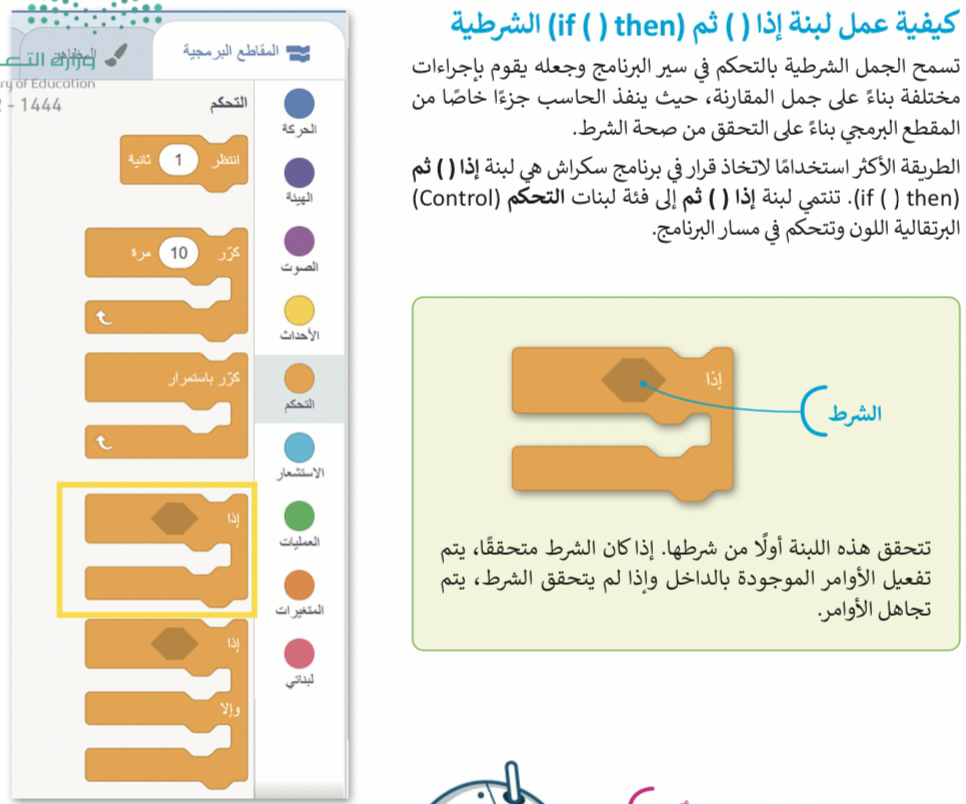 كيفية عمل لبنة إذا ( ) ثم (if ( ) then) الشرطية
تسمح الجمل الشرطية بالتحكم في سير البرنامج وجعله يقوم بإجراءات
مختلفة بناءً على جمل المقارنة، حيث ينفذ الحاسب جزءًا خاصًا من
المقطع البرمجي بناءً على التحقق من صحة الشرط.
الطريقة الأكثر استخدامًا لاتخاذ قرار في برنامج سكراش هي لبنة إذا ( ) ثم
(if ( ) then). تنتمي لبنة إذا ( ) ثم إلى فئة لبنات التحكم (Control)
البرتقالية اللون وتتحكم في مسار البرنامج.
إذا
الشرط
تتحقق هذه اللبنة أولًا من شرطها. إذا كان الشرط متحققًا، يتم
تفعيل الأوامر الموجودة بالداخل وإذا لم يتحقق الشرط، يتم
تجاهل الأوامر.
المقاطع البرمجية
المظاهر
وزارة التعـ
ry of Education
- 1444
الحركة
الهيئة
الصوت
الأحداث
التحكم
الاستشعار
العمليات
المتغيرات
لبناتي
التحكم
انتظر 1 ثانية
كرّر 10 مرة
كرّر باستمرار
إذا
إذا
وإلا